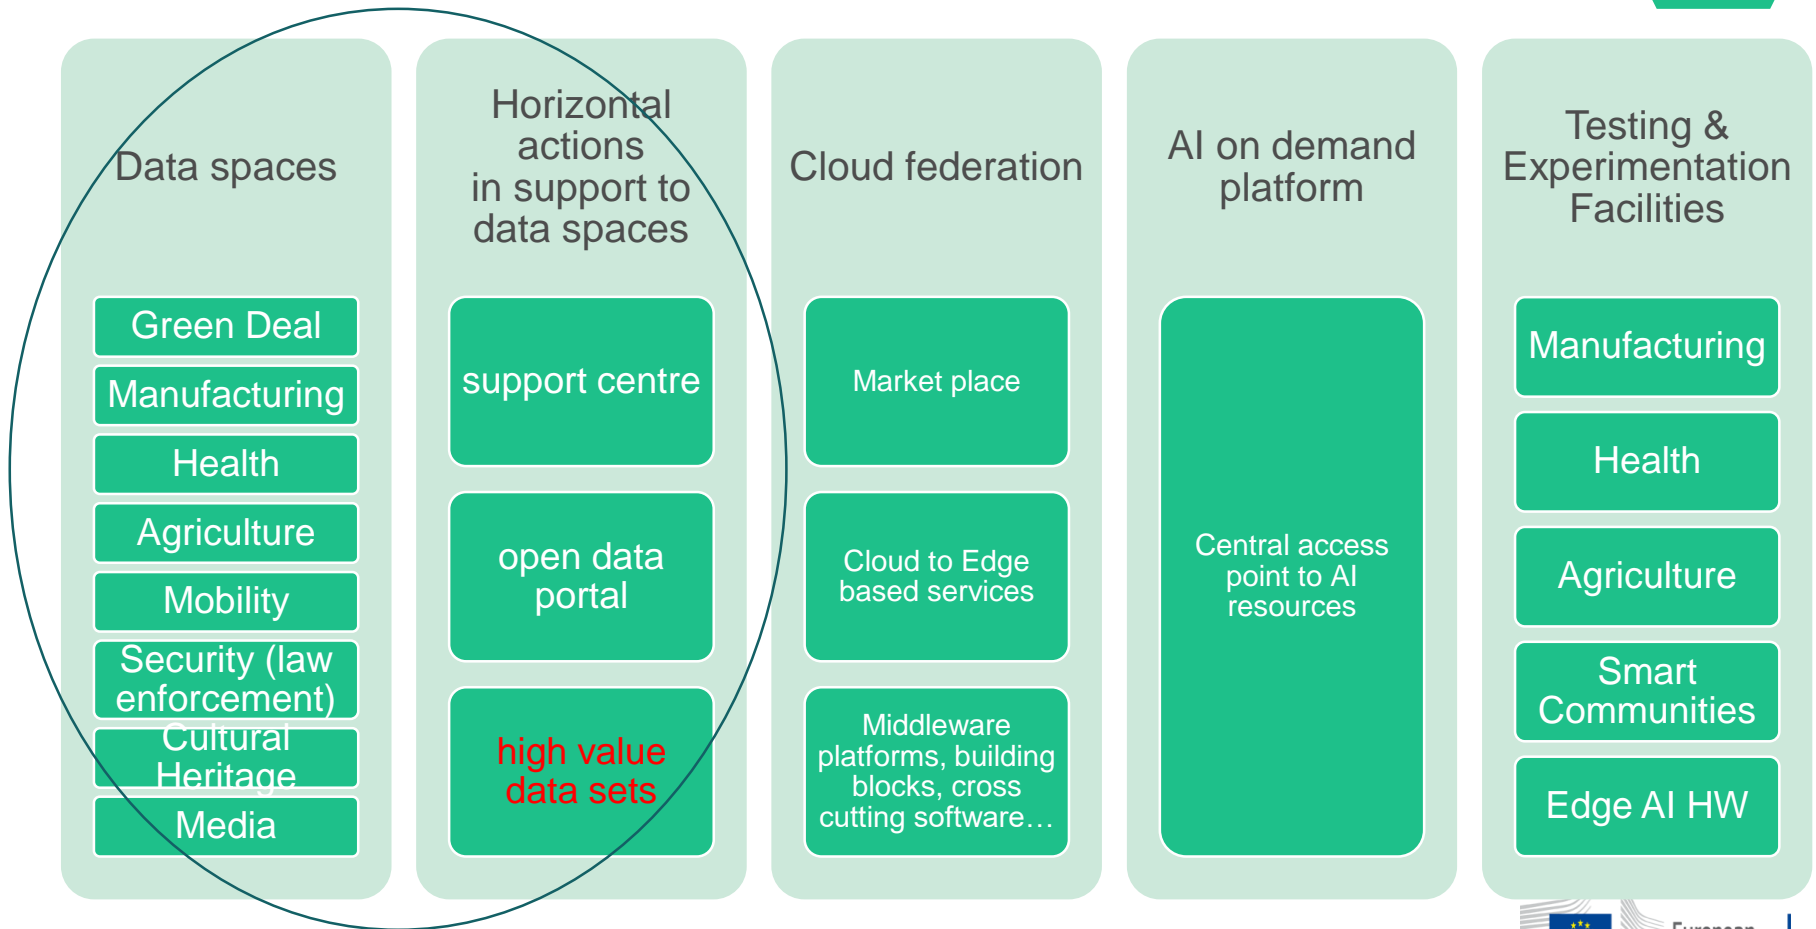 Data spaces
Green Deal
Manufacturing
Health
Agriculture
Mobility
Security (law
enforcement)
Cultural
Heritage
Media
Horizontal
actions
in support to
data spaces
support centre
open data
portal
high value
data sets
Cloud federation
Market place
Cloud to Edge
based services
Middleware
platforms, building
blocks, cross
cutting software…
AI on demand
platform
Central access
point to AI
resources
Testing &
Experimentation
Facilities
Manufacturing
Health
Agriculture
Smart
Communities
Edge AI HW
European